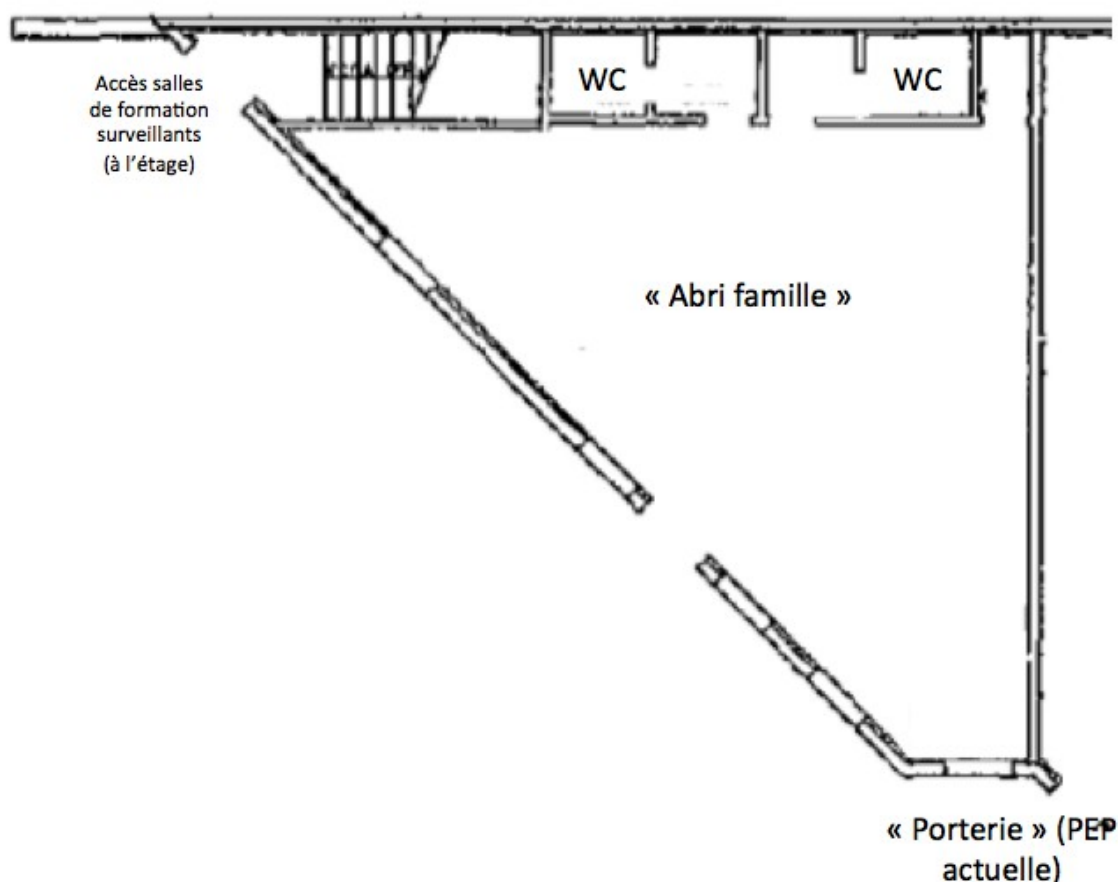 Accès salles
de formation
surveillants
(à l'étage)
WC
WC
« Abri famille »
« Porterie » (PEP
actuelle)